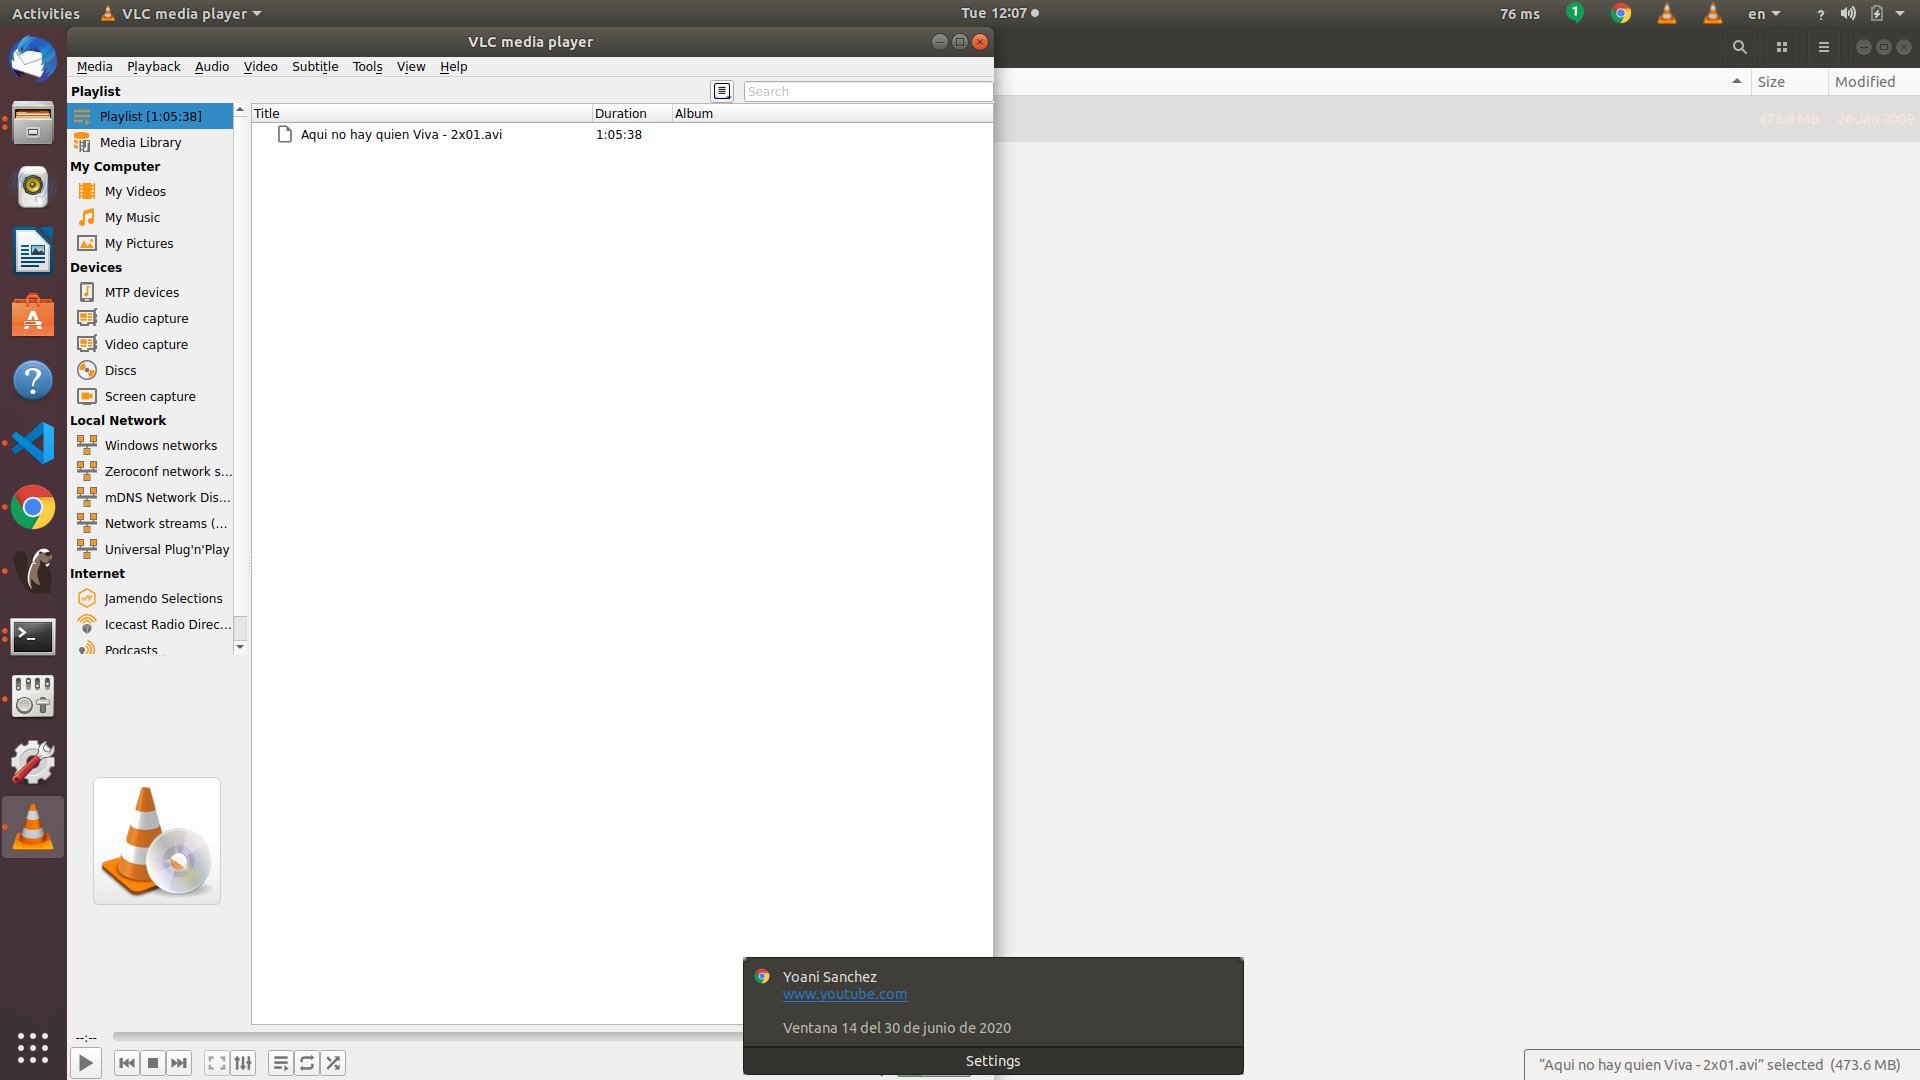 Activities VLC media player Tue 12:07 76 ms 1 en ?
VLC media player
Media Playback Audio Video Subtitle Tools View Help
Playlist Search
Size Modified
Playlist [1:05:38]
Title Duration Album
Aqui no hay quien Viva - 2x01.avi 1:05:38
473.6 MB 26 Jan 2009
Media Library
My Computer
My Videos
My Music
My Pictures
Devices
MTP devices
Audio capture
Video capture
Discs
Screen capture
Local Network
Windows networks
Zeroconf network s...
mDNS Network Dis...
Network streams (...
Universal Plug'n'Play
Internet
Jamendo Selections
Icecast Radio Direc...
Podcasts
--:--
Yoani Sanchez
www.youtube.com
Ventana 14 del 30 de junio de 2020
Settings
“Aqui no hay quien Viva - 2x01.avi” selected (473.6 MB)